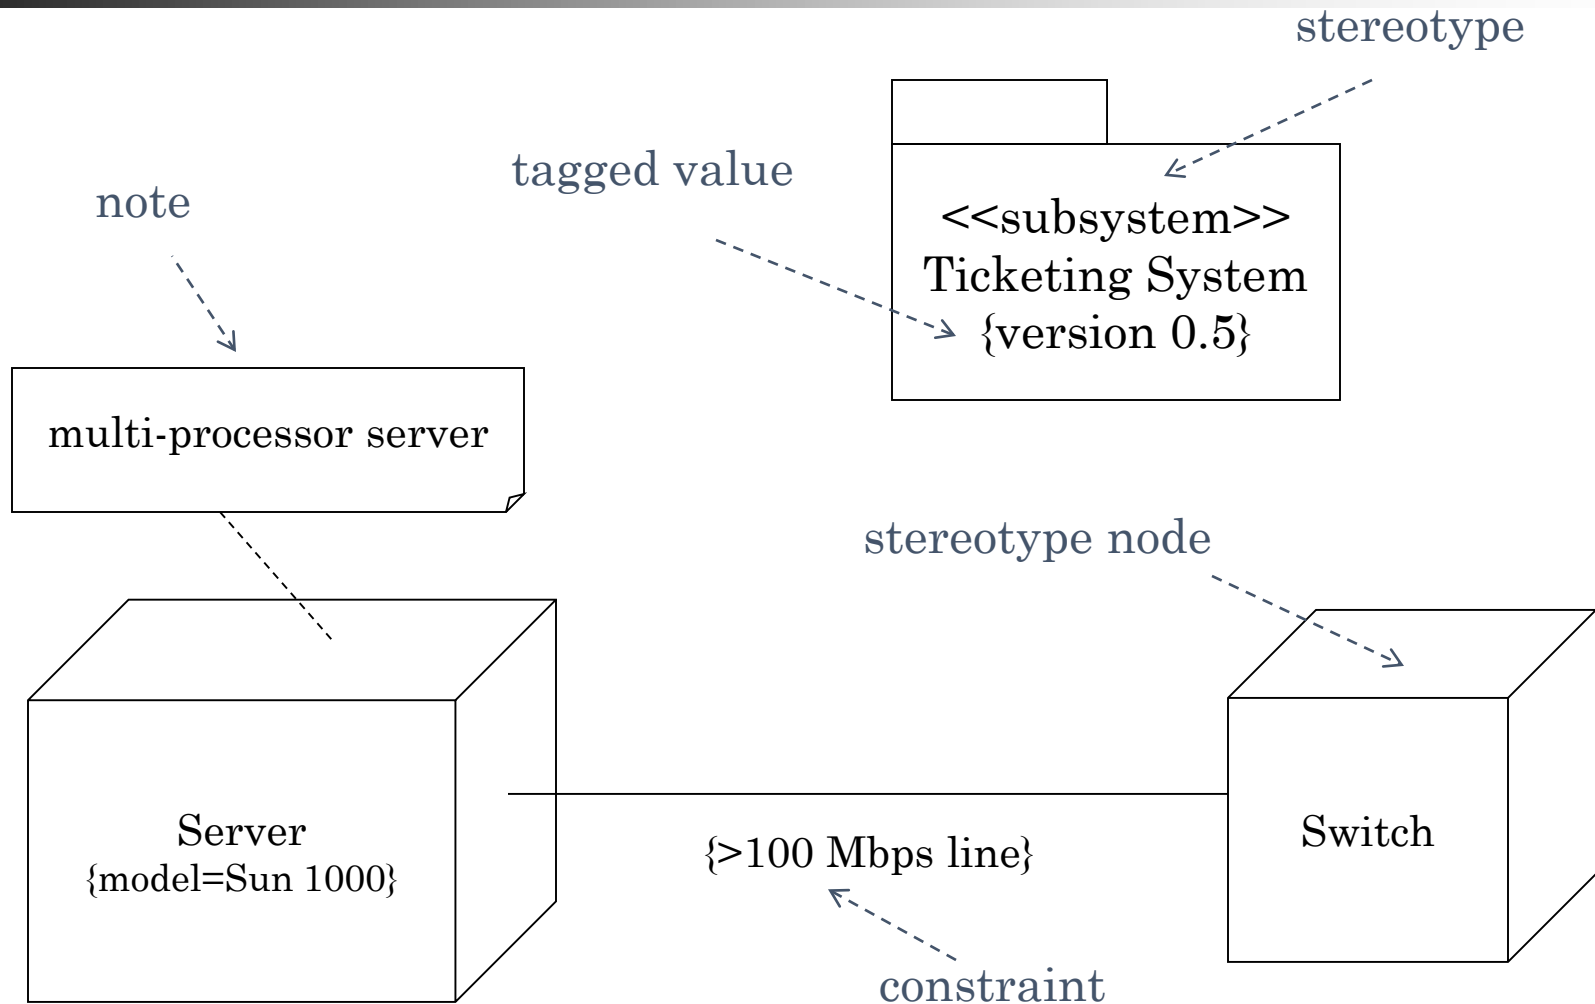 stereotype
tagged value
note
<<subsystem>>
Ticketing System
{version 0.5}
multi-processor server
stereotype node
Server
{model=Sun 1000}
{>100 Mbps line}
Switch
constraint